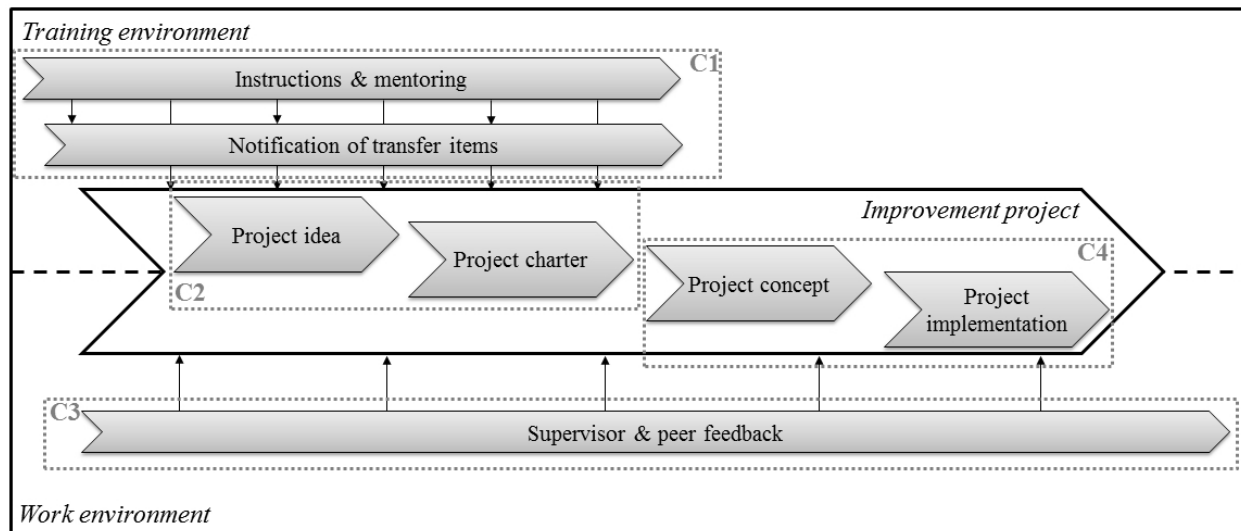 Training environment
C1
Instructions & mentoring
Notification of transfer items
Improvement project
Project idea
Project charter
C2
C4
Project concept
Project
implementation
C3
Supervisor & peer feedback
Work environment